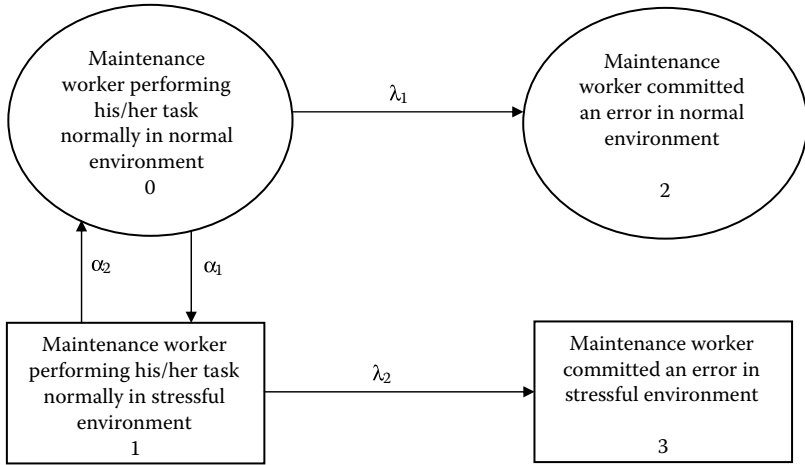 Maintenance
worker performing
his/her task
normally in normal
environment
0
λ1
Maintenance
worker committed
an error in normal
environment
2
α2
α1
Maintenance worker
performing his/her task
normally in stressful
environment
1
λ2
Maintenance worker
committed an error in
stressful environment
3